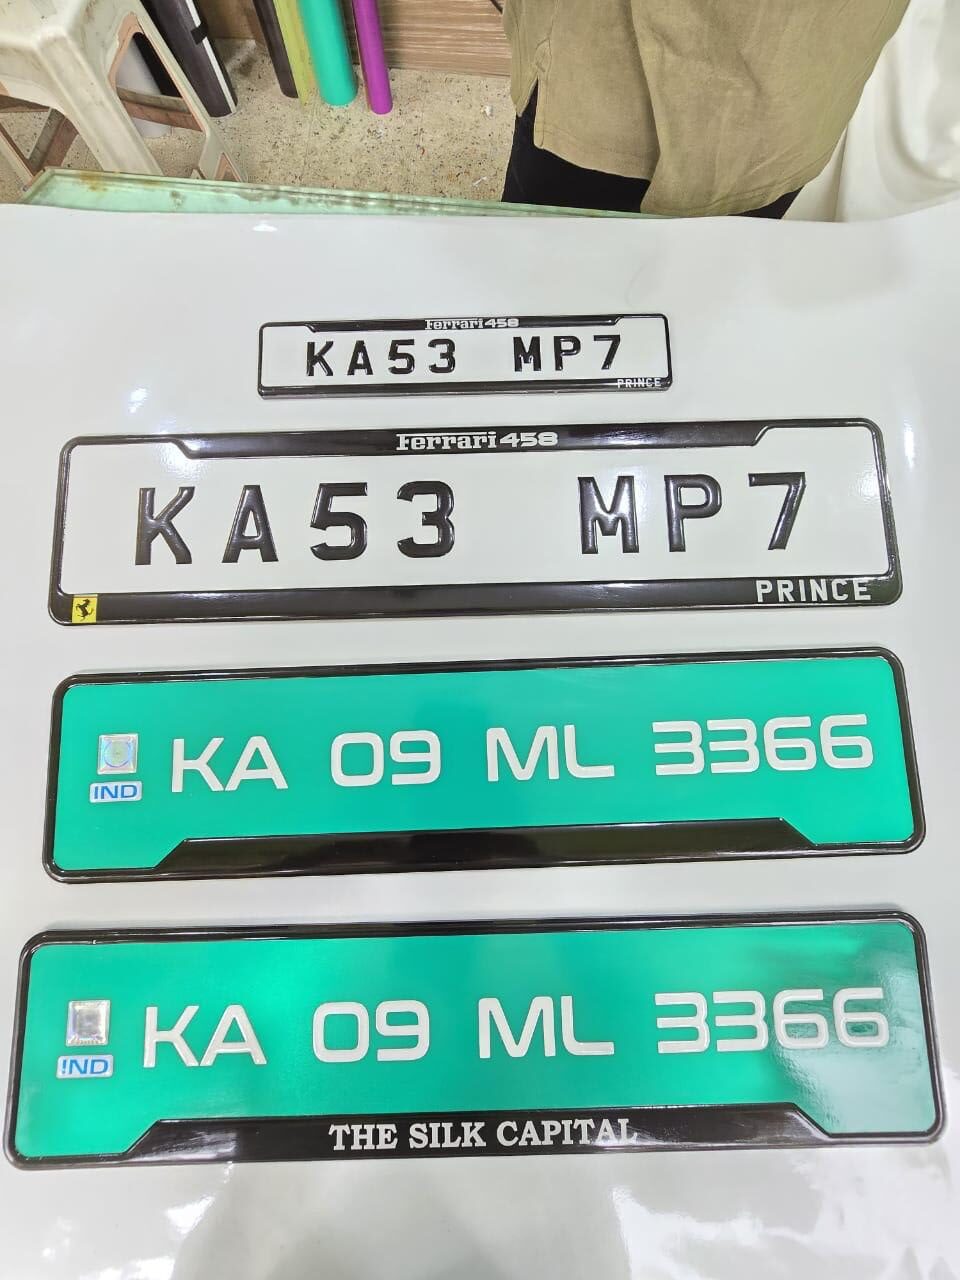 Ferrari 458
KA53 MP7
PRINCE
Ferrari 458
KA53 MP7
PRINCE
IND
KA 09 ML 3366
IND
KA 09 ML 3366
THE SILK CAPITAL